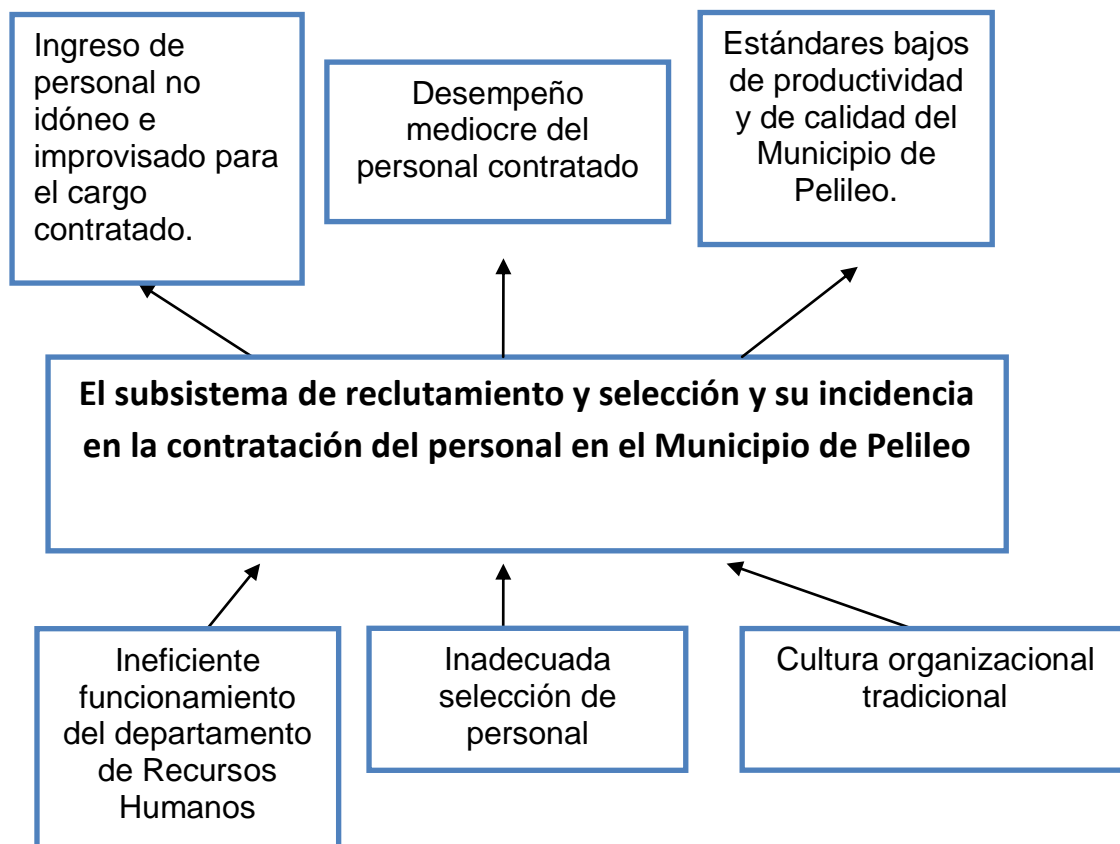 Ingreso de
personal no
idóneo e
improvisado para
el cargo
contratado.
Desempeño
mediocre del
personal contratado
Estándares bajos
de productividad
y de calidad del
Municipio de
Pelileo.
El subsistema de reclutamiento y selección y su incidencia
en la contratación del personal en el Municipio de Pelileo
Ineficiente
funcionamiento
del departamento
de Recursos
Humanos
Inadecuada
selección de
personal
Cultura organizacional
tradicional